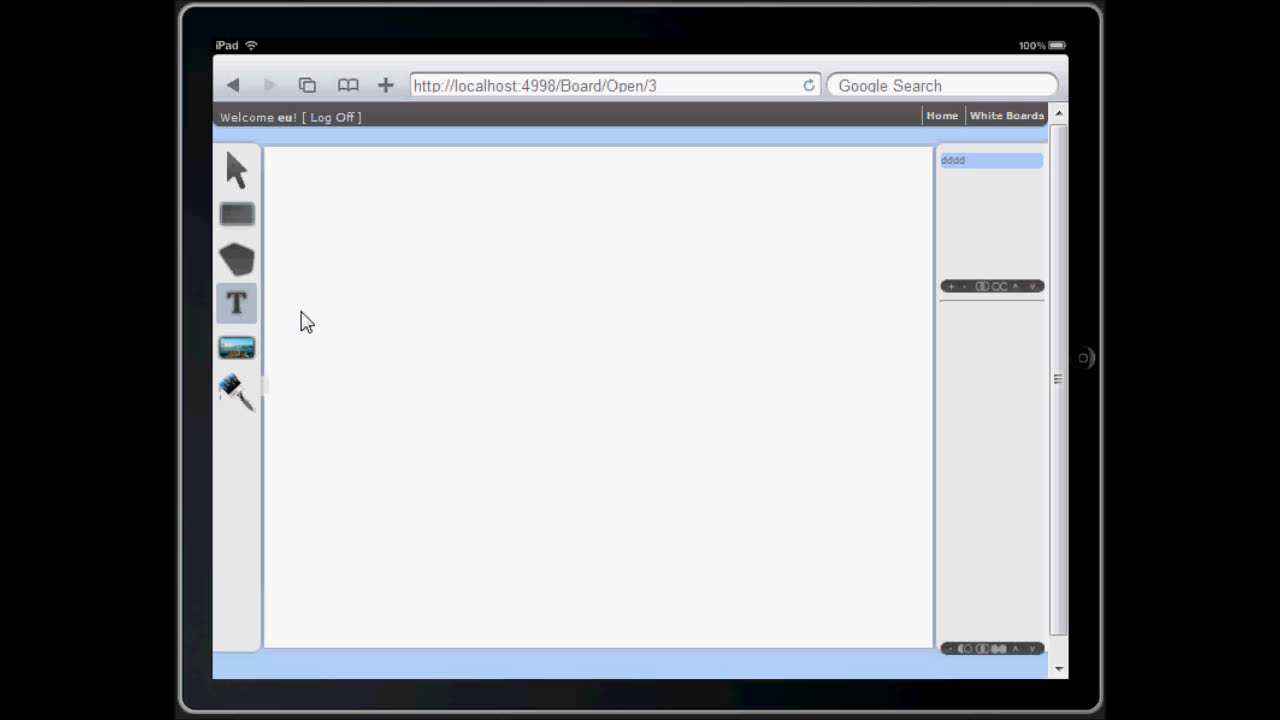 iPad
100%
http://localhost:4998/Board/Open/3
Google Search
Welcome eu! [ Log Off ]
Home
White Boards
dddd
T